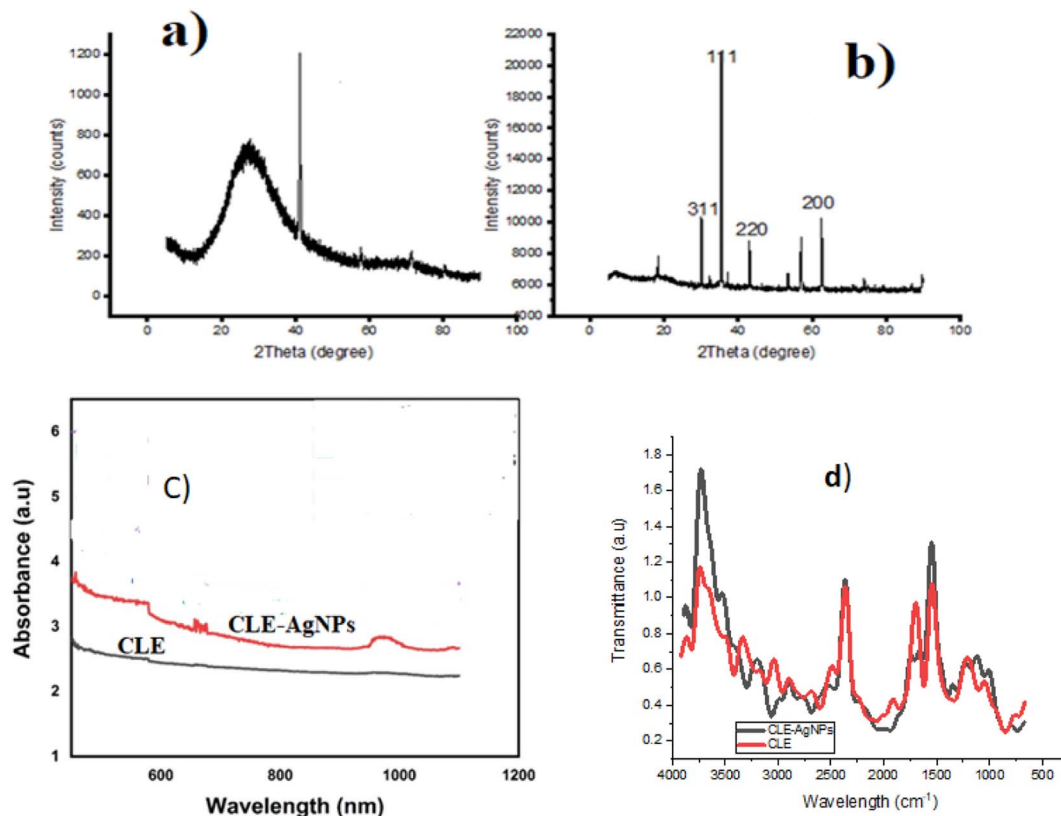 a)
1200
1000
800
600
400
200
0
Intensity (counts)
0 20 40 60 80 100
2Theta (degree)
b)
22000
20000
18000
16000
14000
12000
10000
8000
6000
4000
Intensity (counts)
111
311
220
200
0 20 40 60 80 100
2Theta (degree)
C)
6
5
4
3
2
1
Absorbance (a.u)
CLE-AgNPs
CLE
600 800 1000 1200
Wavelength (nm)
d)
1.8
1.6
1.4
1.2
1.0
0.8
0.6
0.4
0.2
Transmittance (a.u)
CLE-AgNPs
CLE
4000 3500 3000 2500 2000 1500 1000 500
Wavelength (cm⁻¹)